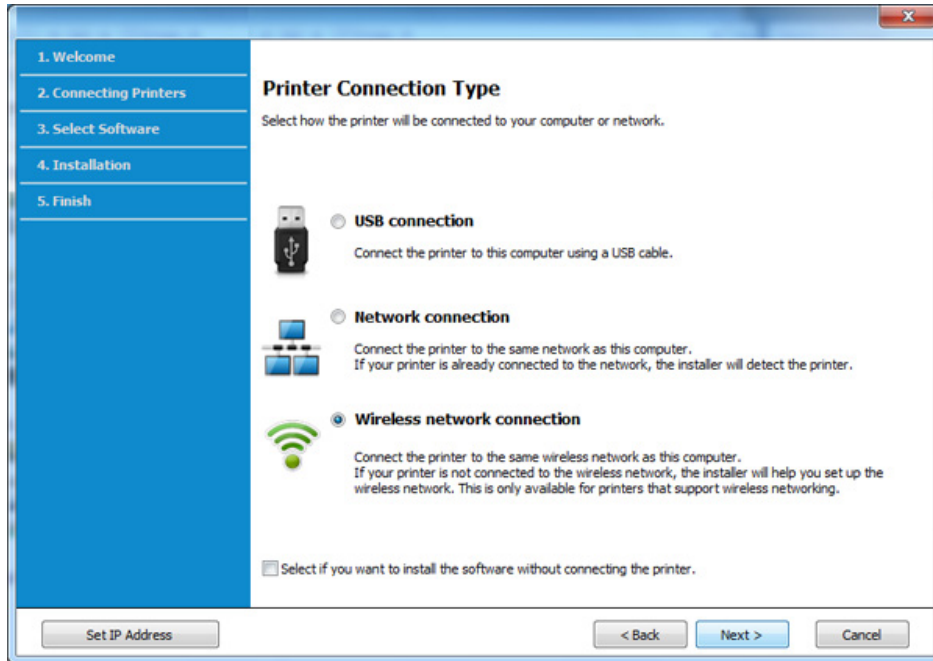 1. Welcome
2. Connecting Printers
3. Select Software
4. Installation
5. Finish
Printer Connection Type
Select how the printer will be connected to your computer or network.
USB connection
Connect the printer to this computer using a USB cable.
Network connection
Connect the printer to the same network as this computer.
If your printer is already connected to the network, the installer will detect the printer.
Wireless network connection
Connect the printer to the same wireless network as this computer.
If your printer is not connected to the wireless network, the installer will help you set up the
wireless network. This is only available for printers that support wireless networking.
Select if you want to install the software without connecting the printer.
Set IP Address
< Back
Next >
Cancel